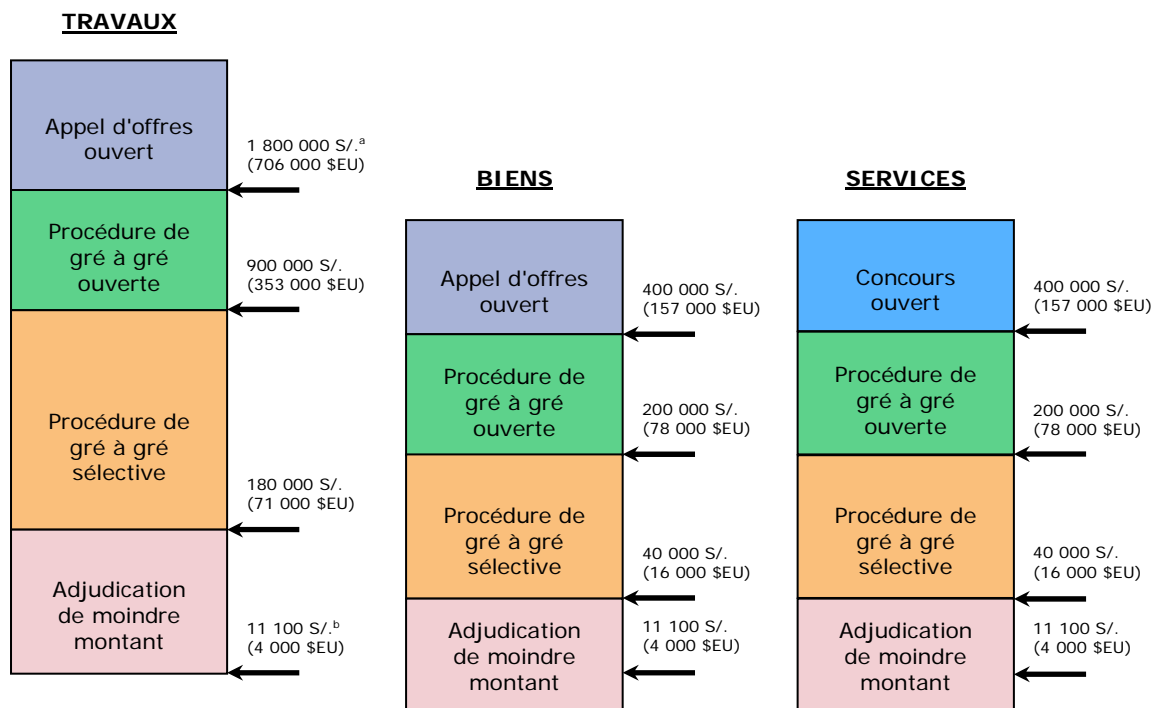 TRAVAUX
Appel d'offres
ouvert
1 800 000 S/.ᵃ
(706 000 $EU)
Procédure de
gré à gré
ouverte
900 000 S/.
(353 000 $EU)
Procédure de
gré à gré
sélective
180 000 S/.
(71 000 $EU)
Adjudication
de moindre
montant
11 100 S/.ᵇ
(4 000 $EU)
BIENS
Appel d'offres
ouvert
400 000 S/.
(157 000 $EU)
Procédure de
gré à gré
ouverte
200 000 S/.
(78 000 $EU)
Procédure de
gré à gré
sélective
40 000 S/.
(16 000 $EU)
Adjudication
de moindre
montant
11 100 S/.
(4 000 $EU)
SERVICES
Concours
ouvert
400 000 S/.
(157 000 $EU)
Procédure de
gré à gré
ouverte
200 000 S/.
(78 000 $EU)
Procédure de
gré à gré
sélective
40 000 S/.
(16 000 $EU)
Adjudication
de moindre
montant
11 100 S/.
(4 000 $EU)